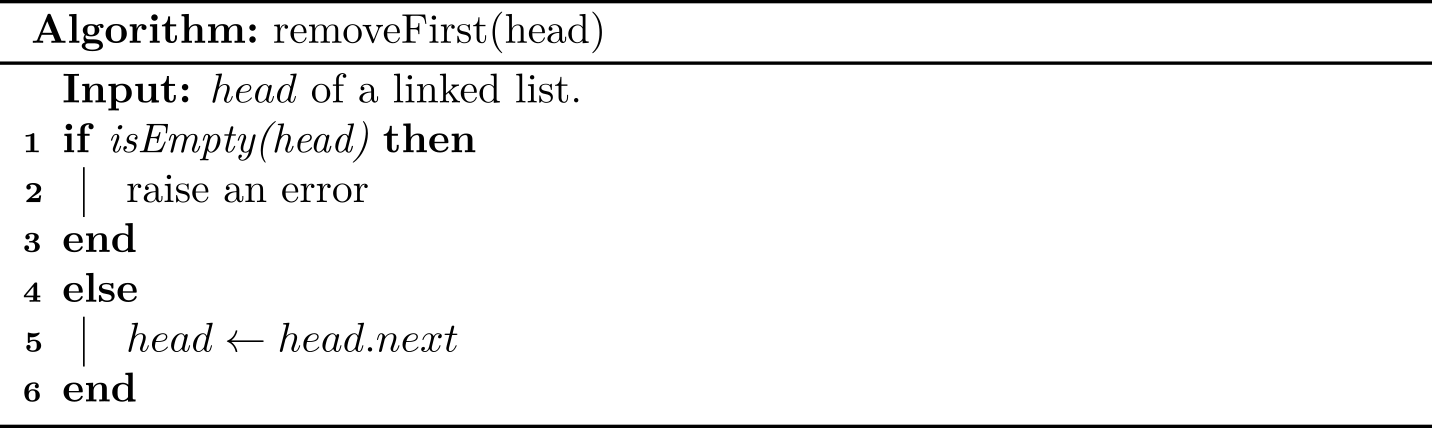 Algorithm: removeFirst(head)
Input: head of a linked list.
1 if isEmpty(head) then
2 raise an error
3 end
4 else
5 head ← head.next
6 end